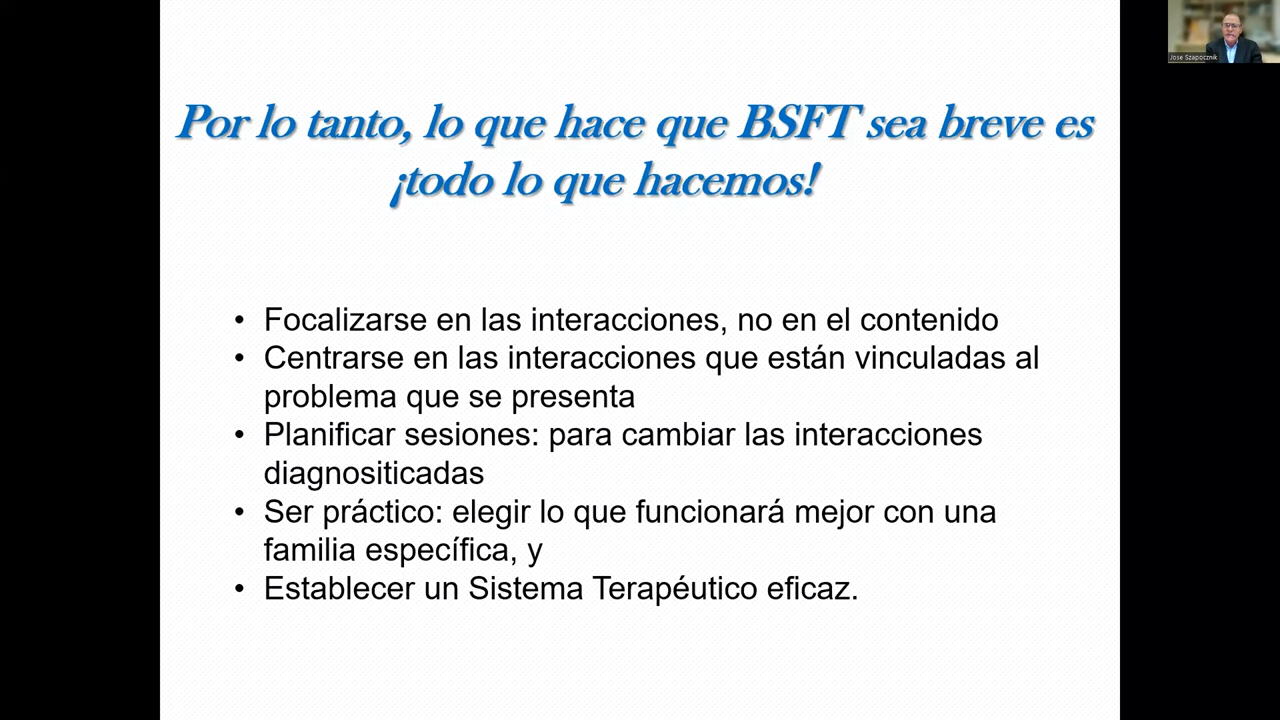 Jose Szapocznik
Por lo tanto, lo que hace que BSFT sea breve es
¡todo lo que hacemos!
• Focalizarse en las interacciones, no en el contenido
• Centrarse en las interacciones que están vinculadas al
problema que se presenta
• Planificar sesiones: para cambiar las interacciones
diagnositicadas
• Ser práctico: elegir lo que funcionará mejor con una
familia específica, y
• Establecer un Sistema Terapéutico eficaz.